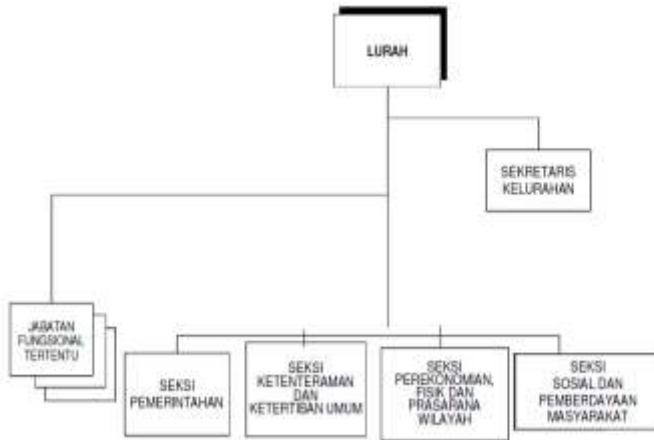 LURAH
SEKRETARIS
KELURAHAN
JABATAN
FUNGSIONAL
TERTENTU
SEKSI
PEMERINTAHAN
SEKSI
KETENTERAMAN
DAN
KETERTIBAN UMUM
SEKSI
PEREKONOMIAN,
FISIK DAN
PRASARANA
WILAYAH
SEKSI
SOSIAL DAN
PEMBERDAYAAN
MASYARAKAT